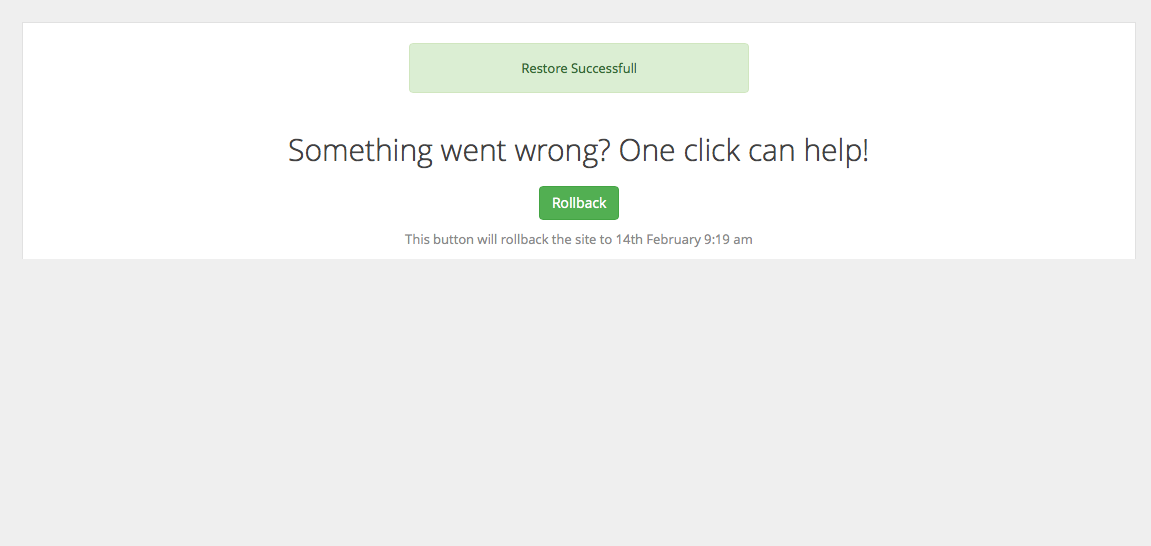 Restore Successfull
Something went wrong? One click can help!
Rollback
This button will rollback the site to 14th February 9:19 am